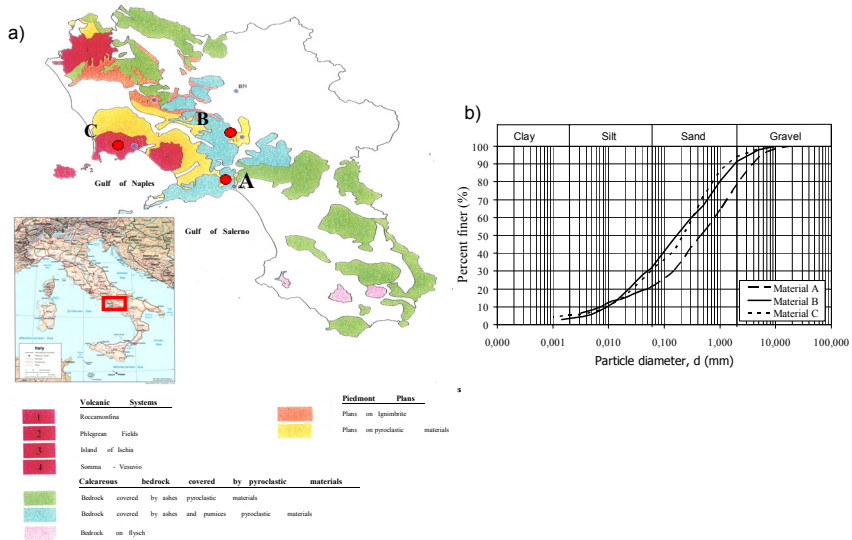 a)
BN
B
C
A
2
Gulf of Naples
Gulf of Salerno
Italy
b)
Clay Silt Sand Gravel
100
90
80
70
60
50
40
30
20
10
0
Percent finer (%)
Material A
Material B
Material C
0,000 0,001 0,010 0,100 1,000 10,000 100,000
Particle diameter, d (mm)
s
Volcanic Systems
1 Roccamonfina
2 Phlegrean Fields
3 Island of Ischia
4 Somma - Vesuvio
Piedmont Plans
Plans on Ignimbrite
Plans on pyroclastic materials
Calcareous bedrock covered by pyroclastic materials
Bedrock covered by ashes pyroclastic materials
Bedrock covered by ashes and pumices pyroclastic materials
Bedrock on flysch